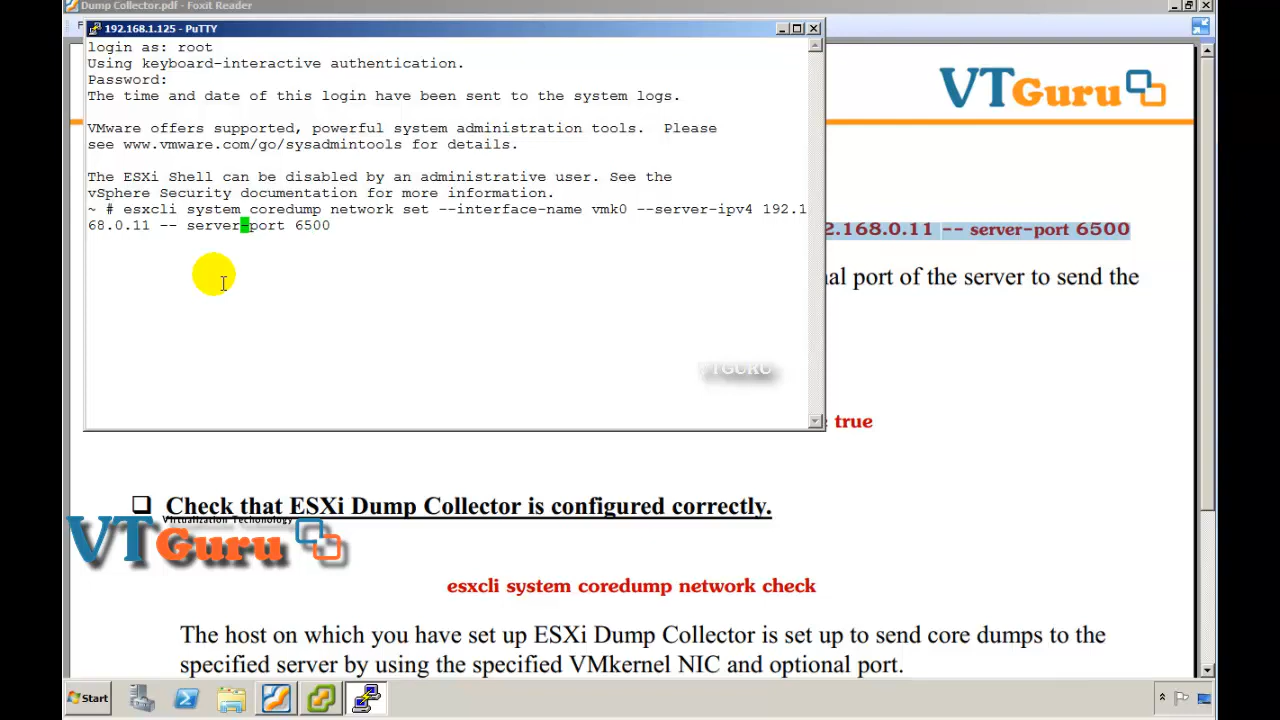 Dump Collector.pdf - Foxit Reader
F
192.168.1.125 - PuTTY
login as: root
Using keyboard-interactive authentication.
Password:
The time and date of this login have been sent to the system logs.
VMware offers supported, powerful system administration tools.  Please
see www.vmware.com/go/sysadmintools for details.
The ESXi Shell can be disabled by an administrative user. See the
vSphere Security documentation for more information.
~ # esxcli system coredump network set --interface-name vmk0 --server-ipv4 192.1
68.0.11 -- server-port 6500
VTGuru
2.168.0.11 -- server-port 6500
nal port of the server to send the
VTGURU
true
Check that ESXi Dump Collector is configured correctly.
Virtualization Techonology
VTGuru
esxcli system coredump network check
The host on which you have set up ESXi Dump Collector is set up to send core dumps to the
specified server by using the specified VMkernel NIC and optional port.
Start